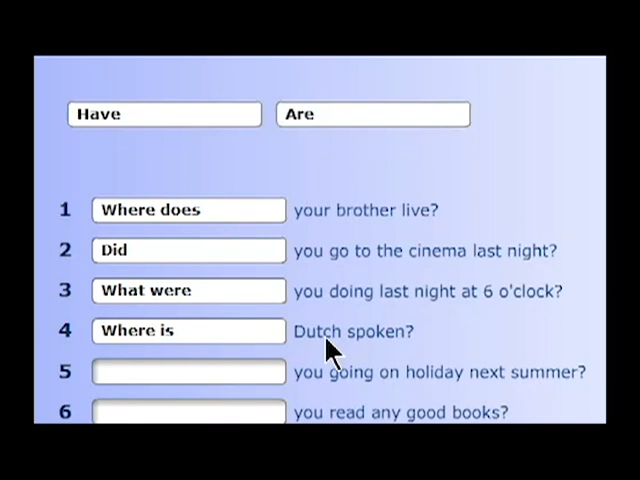 Have Are
1 Where does your brother live?
2 Did you go to the cinema last night?
3 What were you doing last night at 6 o'clock?
4 Where is Dutch spoken?
5 you going on holiday next summer?
6 you read any good books?